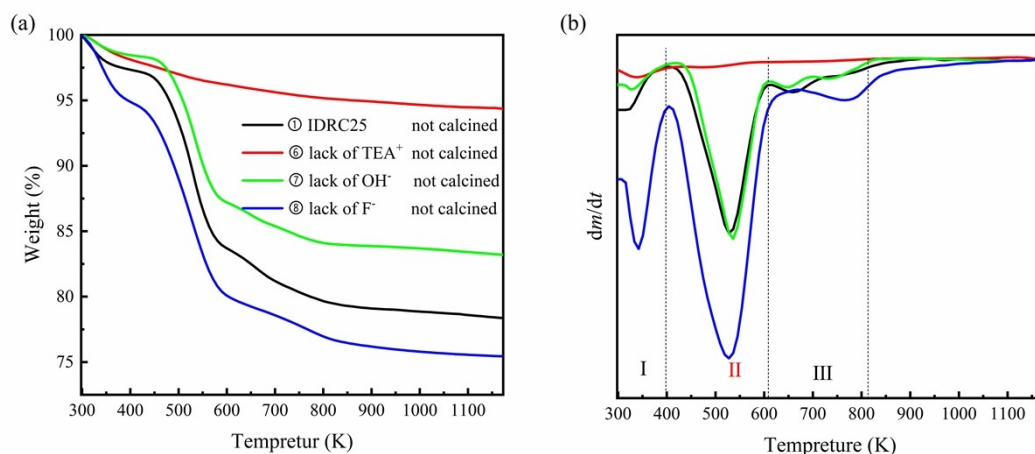 (a)
100
95
90
85
80
75
Weight (%)
① IDRC25 not calcined
⑥ lack of TEA⁺ not calcined
⑦ lack of OH⁻ not calcined
⑧ lack of F⁻ not calcined
300 400 500 600 700 800 900 1000 1100
Tempretur (K)
(b)
dm/dt
I II III
300 400 500 600 700 800 900 1000 1100
Tempreture (K)